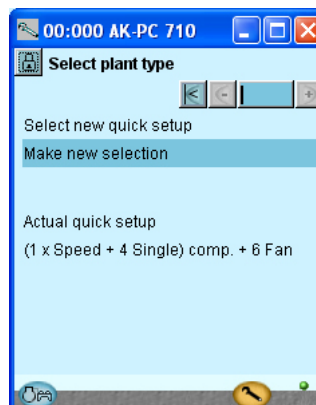 00:000 AK-PC 710
Select plant type
Select new quick setup
Make new selection
Actual quick setup
(1 x Speed + 4 Single) comp. + 6 Fan